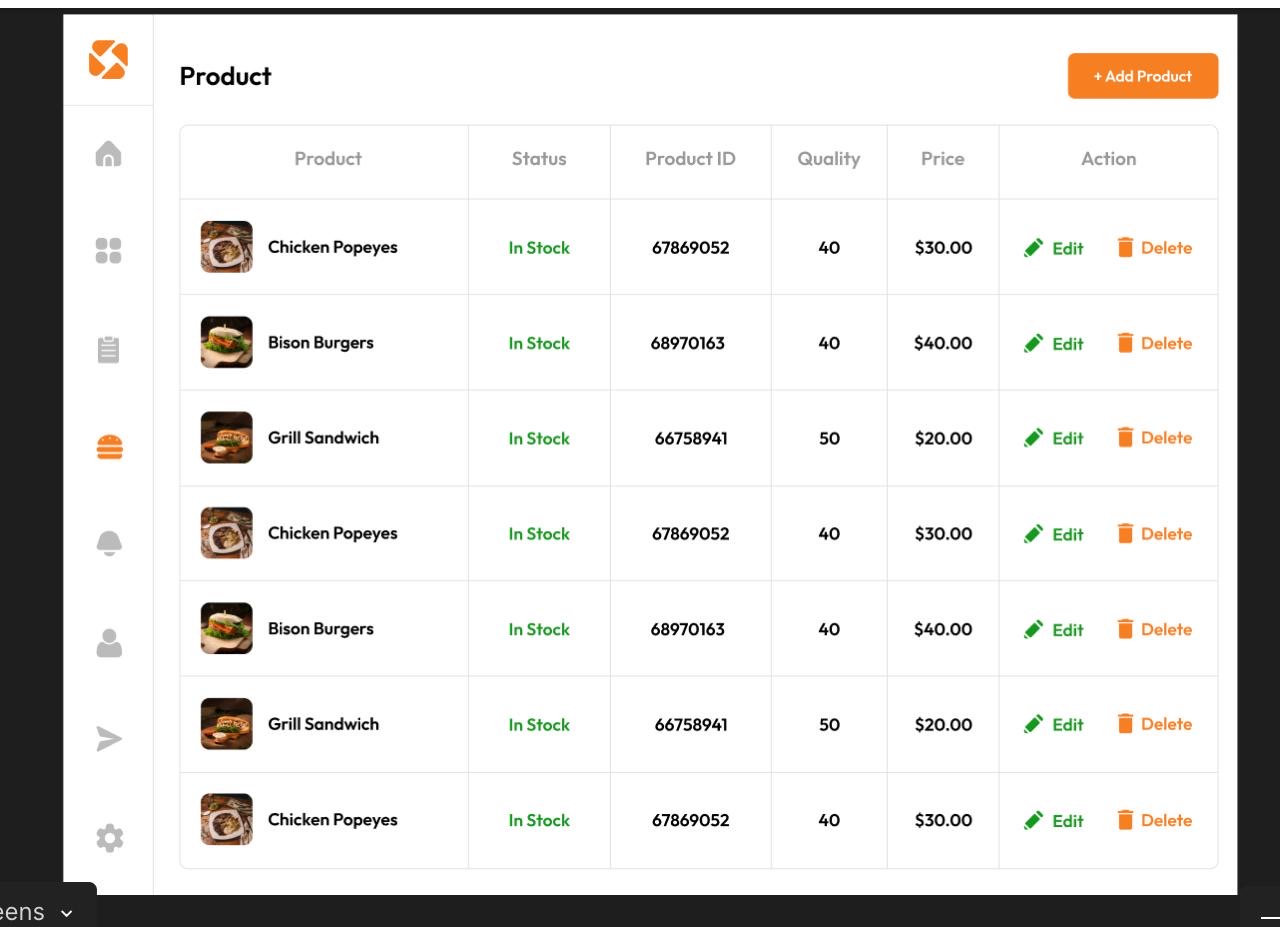 Product
+ Add Product
Product Status Product ID Quality Price Action
Chicken Popeyes In Stock 67869052 40 $30.00 Edit Delete
Bison Burgers In Stock 68970163 40 $40.00 Edit Delete
Grill Sandwich In Stock 66758941 50 $20.00 Edit Delete
Chicken Popeyes In Stock 67869052 40 $30.00 Edit Delete
Bison Burgers In Stock 68970163 40 $40.00 Edit Delete
Grill Sandwich In Stock 66758941 50 $20.00 Edit Delete
Chicken Popeyes In Stock 67869052 40 $30.00 Edit Delete